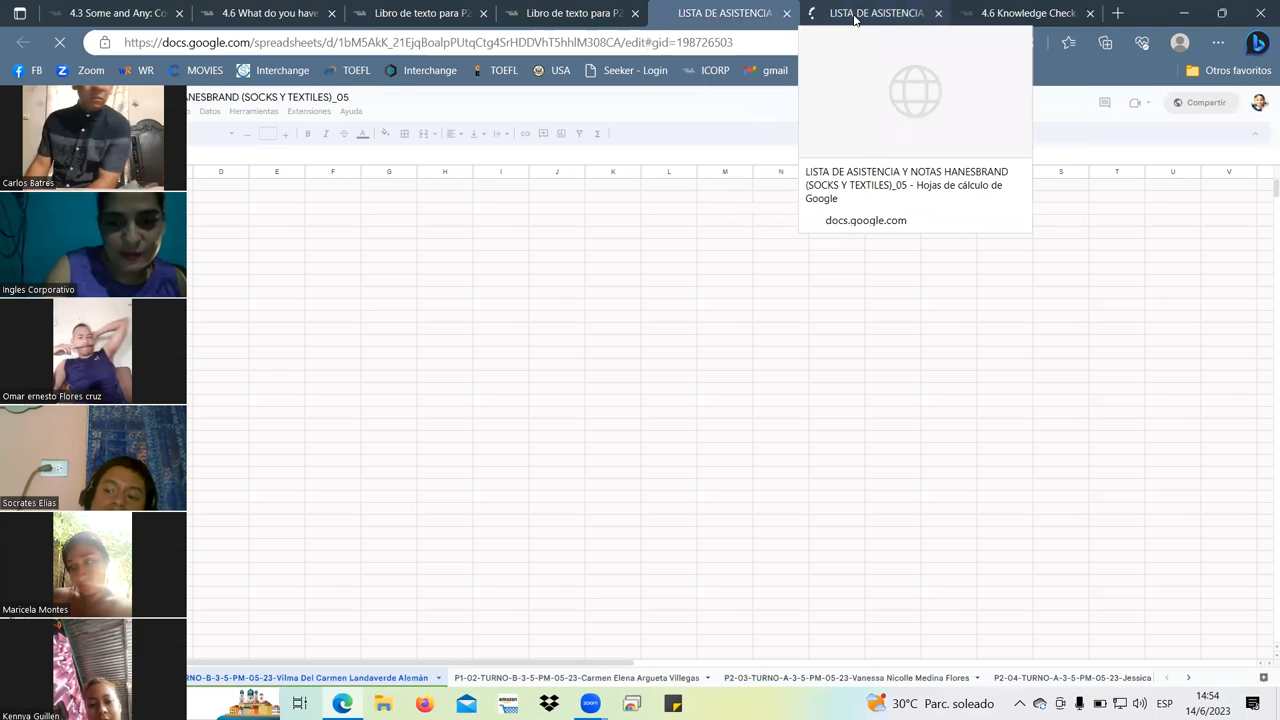 4.3 Some and Any: Co
4.6 What do you have
Libro de texto para P2
Libro de texto para P2
LISTA DE ASISTENCIA
LISTA DE ASISTENCIA
4.6 Knowledge Check
https://docs.google.com/spreadsheets/d/1bM5AkK_21EjqBoalpPUtqCtg4SrHDDVhT5hhlM308CA/edit#gid=198726503
FB
Zoom
WR
MOVIES
Interchange
TOEFL
Interchange
TOEFL
USA
Seeker - Login
ICORP
gmail
Otros favoritos
ANESBRAND (SOCKS Y TEXTILES)_05
Datos
Herramientas
Extensiones
Ayuda
Compartir
LISTA DE ASISTENCIA Y NOTAS HANESBRAND
(SOCKS Y TEXTILES)_05 - Hojas de cálculo de
Google
docs.google.com
D E F G H I J K L M N T U V
Carlos Batres
Ingles Corporativo
Omar ernesto Flores cruz
Socrates Elias
Maricela Montes
Kennya Guillen
RNO-B-3-5-PM-05-23-Vilma Del Carmen Landaverde Alemán
-02-TURNO-B-3-5-PM-05-23-Carmen Elena Argueta Villegas
P2-03-TURNO-A-3-5-PM-05-23-Vanessa Nicolle Medina Flores
P2-04-TURNO-A-3-5-PM-05-23-Jessica
30°C Parc. soleado
ESP
14:54
14/6/2023